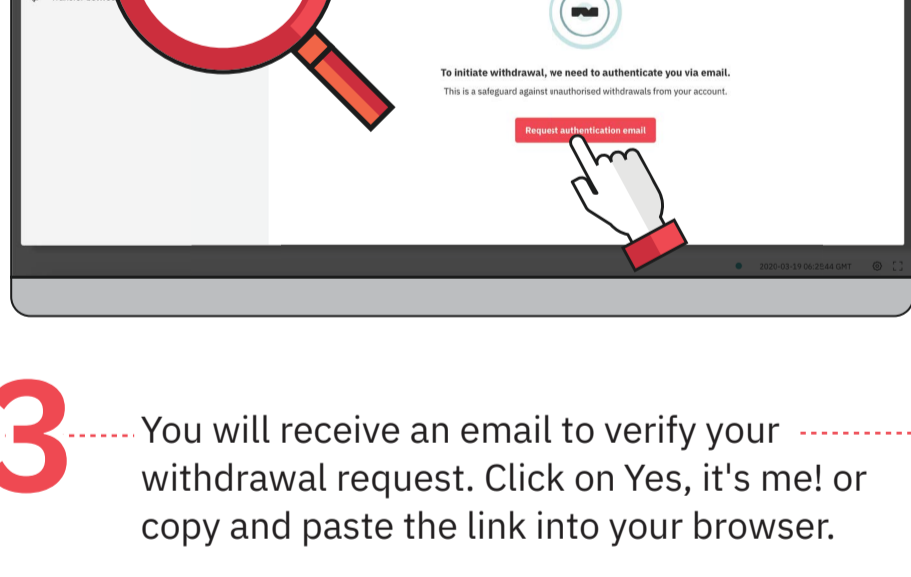 To initiate withdrawal, we need to authenticate you via email.
This is a safeguard against unauthorised withdrawals from your account.
Request authentication email
2020-03-19 06:21:44 GMT
3
You will receive an email to verify your
withdrawal request. Click on Yes, it's me! or
copy and paste the link into your browser.